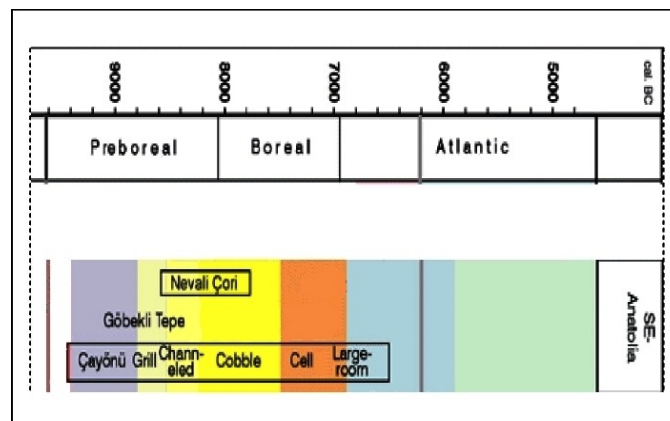 9000 8000 7000 6000 5000 cal. BC
Preboreal Boreal Atlantic
Nevali Çori
Göbekli Tepe
Çayönü Grill Chann-
eled Cobble Cell Large-
room
SE-
Anatolia